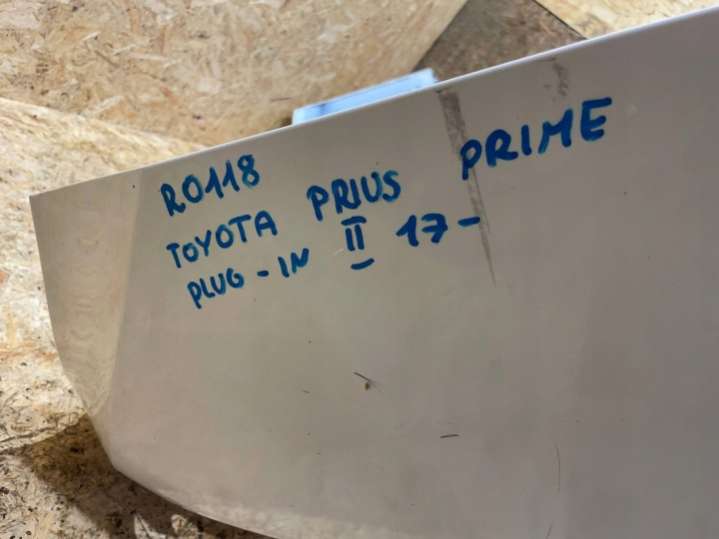 R0118
TOYOTA PRIUS PRIME
PLUG-IN II 17-